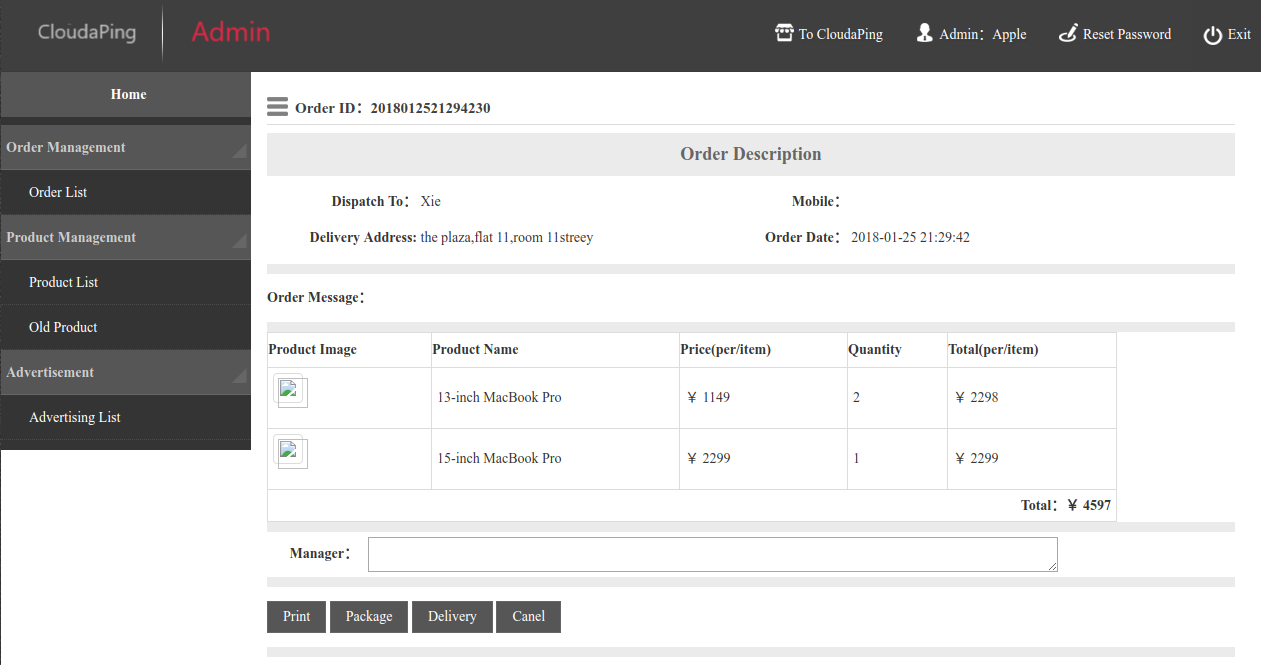 CloudaPing Admin To CloudaPing Admin：Apple Reset Password Exit
Home
Order Management
Order List
Product Management
Product List
Old Product
Advertisement
Advertising List
Order ID：2018012521294230
Order Description
Dispatch To： Xie Mobile：
Delivery Address: the plaza,flat 11,room 11streey Order Date： 2018-01-25 21:29:42
Order Message：
Product Image Product Name Price(per/item) Quantity Total(per/item)
13-inch MacBook Pro ￥ 1149 2 ￥ 2298
15-inch MacBook Pro ￥ 2299 1 ￥ 2299
Total：￥ 4597
Manager：
Print Package Delivery Canel